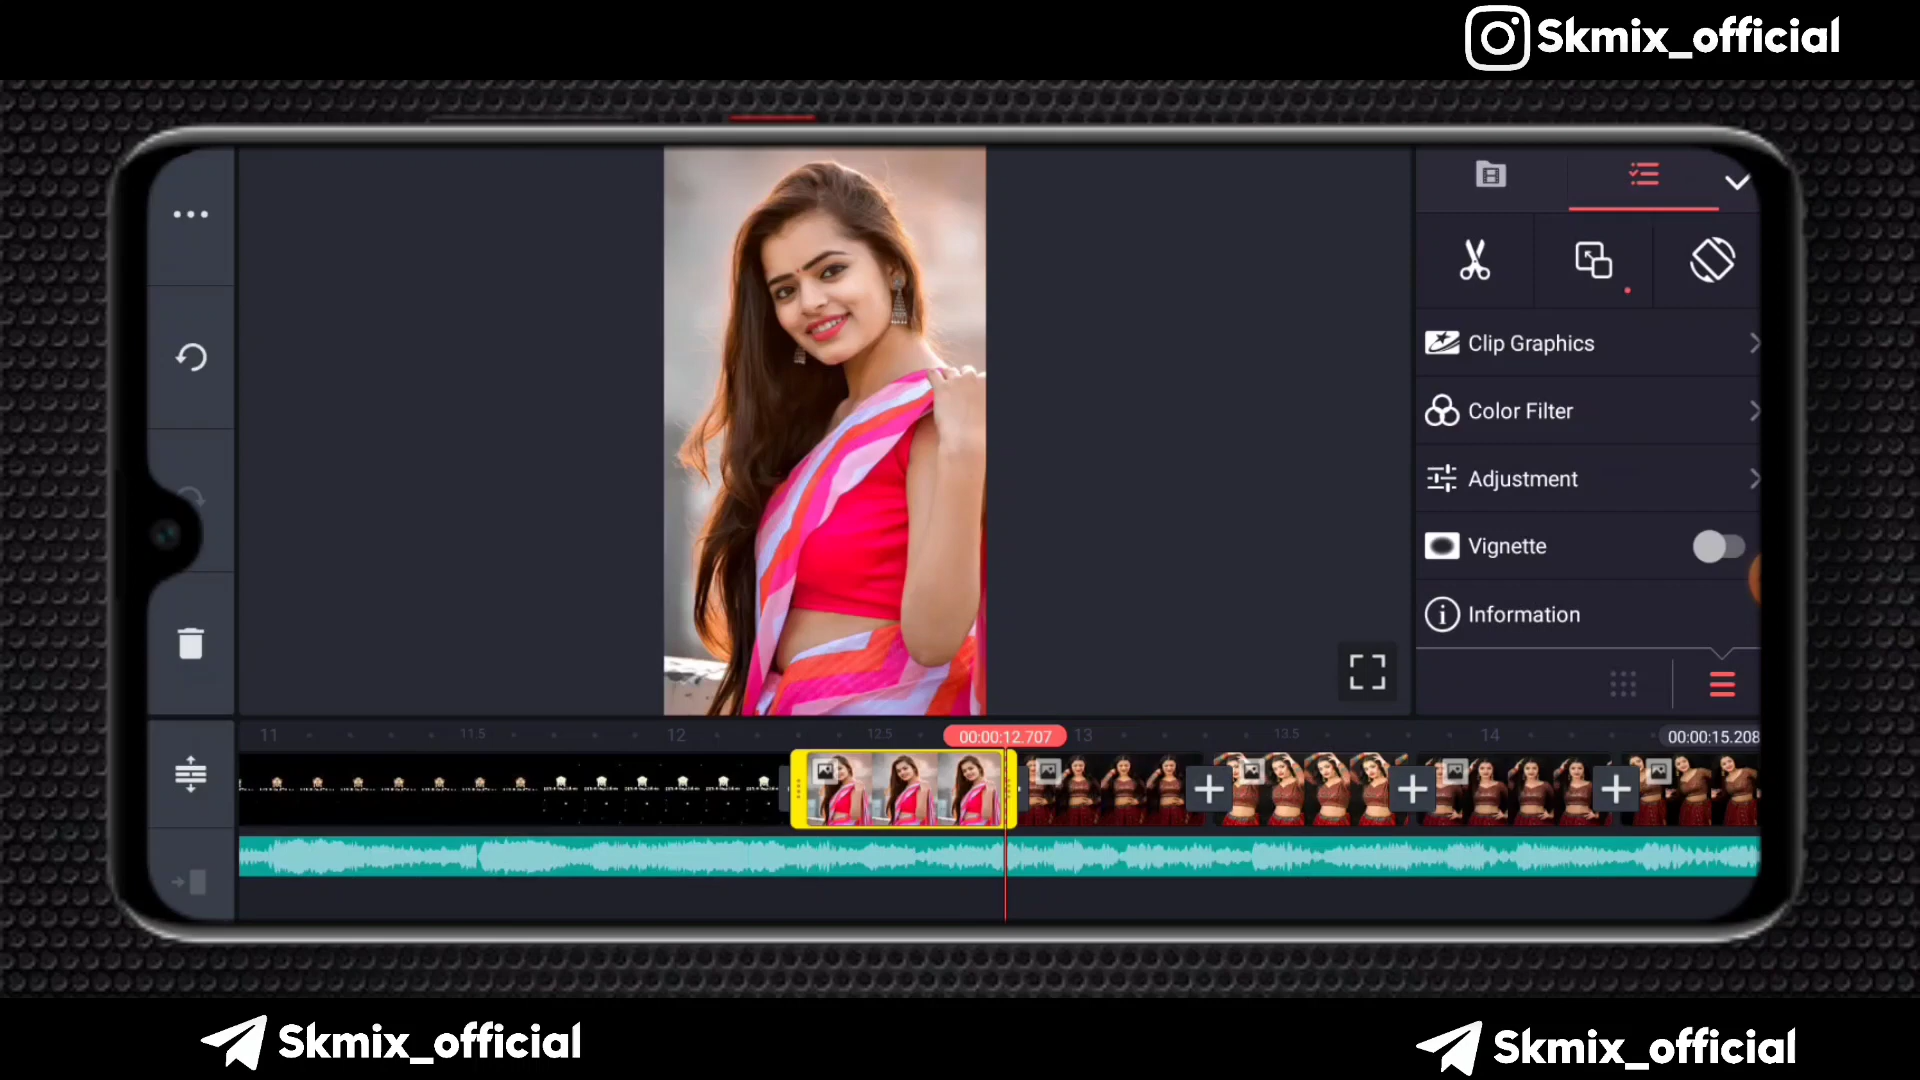 Skmix_official
Clip Graphics
Color Filter
Adjustment
Vignette
Information
11
11.5
12
12.5
00:00:12.707
13
13.5
14
00:00:15.208
Skmix_official
Skmix_official